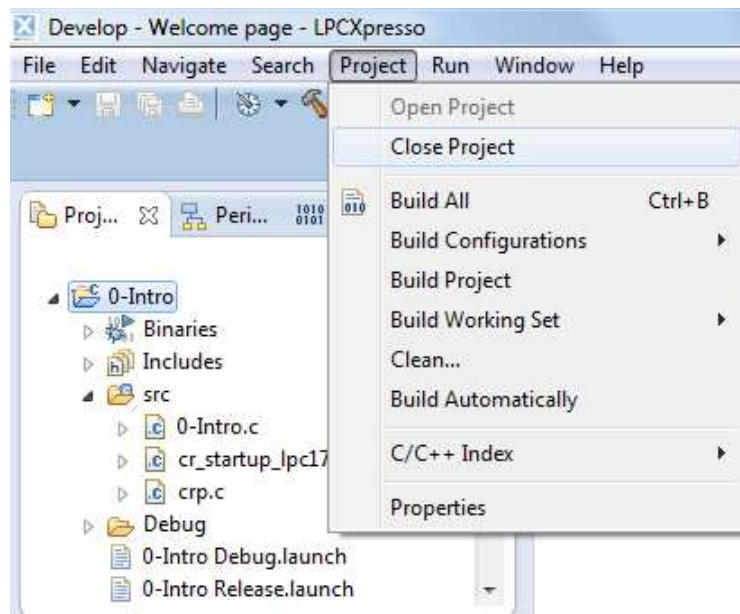 Develop - Welcome page - LPCXpresso
File Edit Navigate Search Project Run Window Help
Open Project
Close Project
Build All Ctrl+B
Build Configurations
Build Project
Build Working Set
Clean...
Build Automatically
C/C++ Index
Properties
Proj... Peri... 1010 0101
0-Intro
Binaries
Includes
src
0-Intro.c
cr_startup_lpc17
crp.c
Debug
0-Intro Debug.launch
0-Intro Release.launch